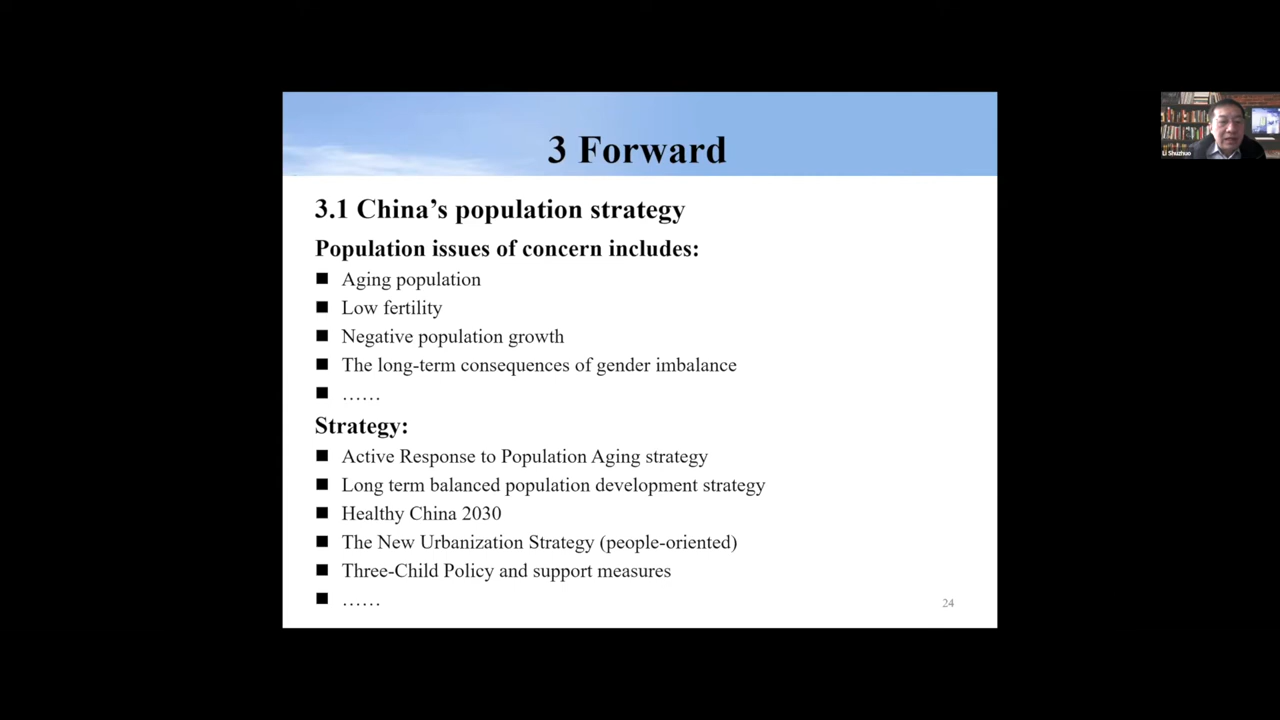 3 Forward
3.1 China's population strategy
Population issues of concern includes:
■ Aging population
■ Low fertility
■ Negative population growth
■ The long-term consequences of gender imbalance
■ ……
Strategy:
■ Active Response to Population Aging strategy
■ Long term balanced population development strategy
■ Healthy China 2030
■ The New Urbanization Strategy (people-oriented)
■ Three-Child Policy and support measures
■ ……
24
Li Shuzhuo